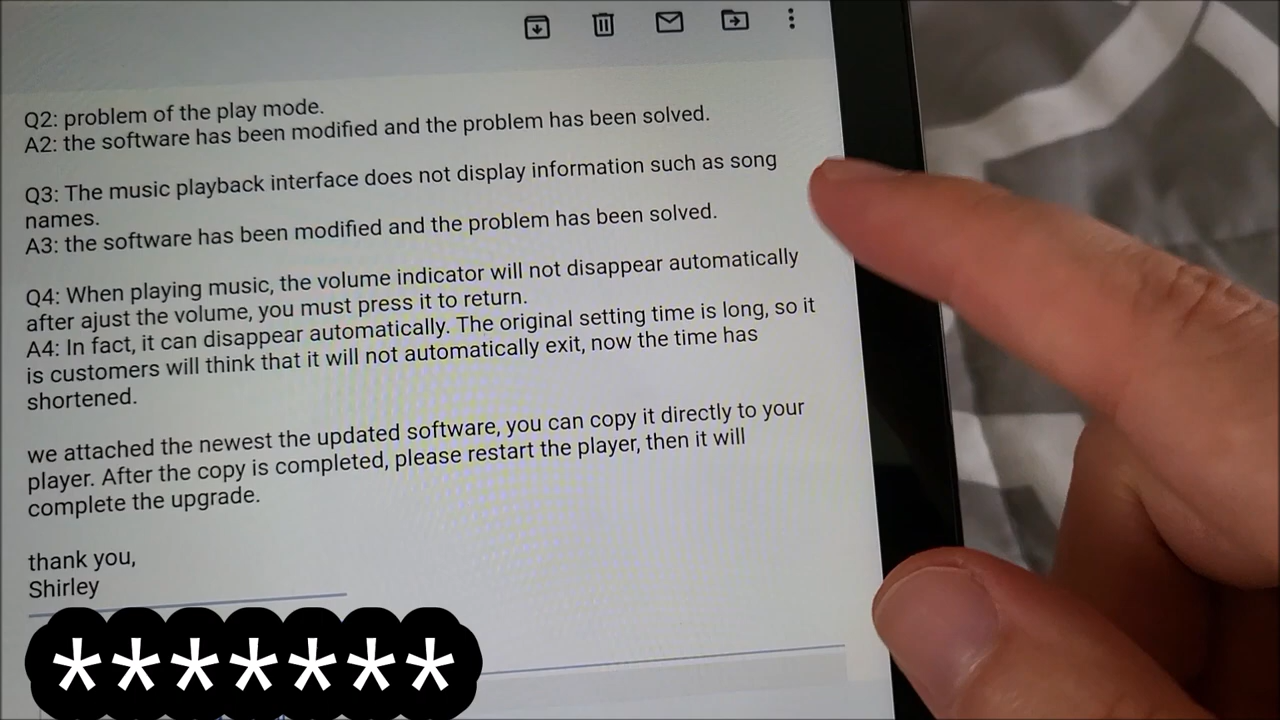 Q2: problem of the play mode.
A2: the software has been modified and the problem has been solved.
Q3: The music playback interface does not display information such as song
names.
A3: the software has been modified and the problem has been solved.
Q4: When playing music, the volume indicator will not disappear automatically
after ajust the volume, you must press it to return.
A4: In fact, it can disappear automatically. The original setting time is long, so it
is customers will think that it will not automatically exit, now the time has
shortened.
we attached the newest the updated software, you can copy it directly to your
player. After the copy is completed, please restart the player, then it will
complete the upgrade.
thank you,
Shirley
*******